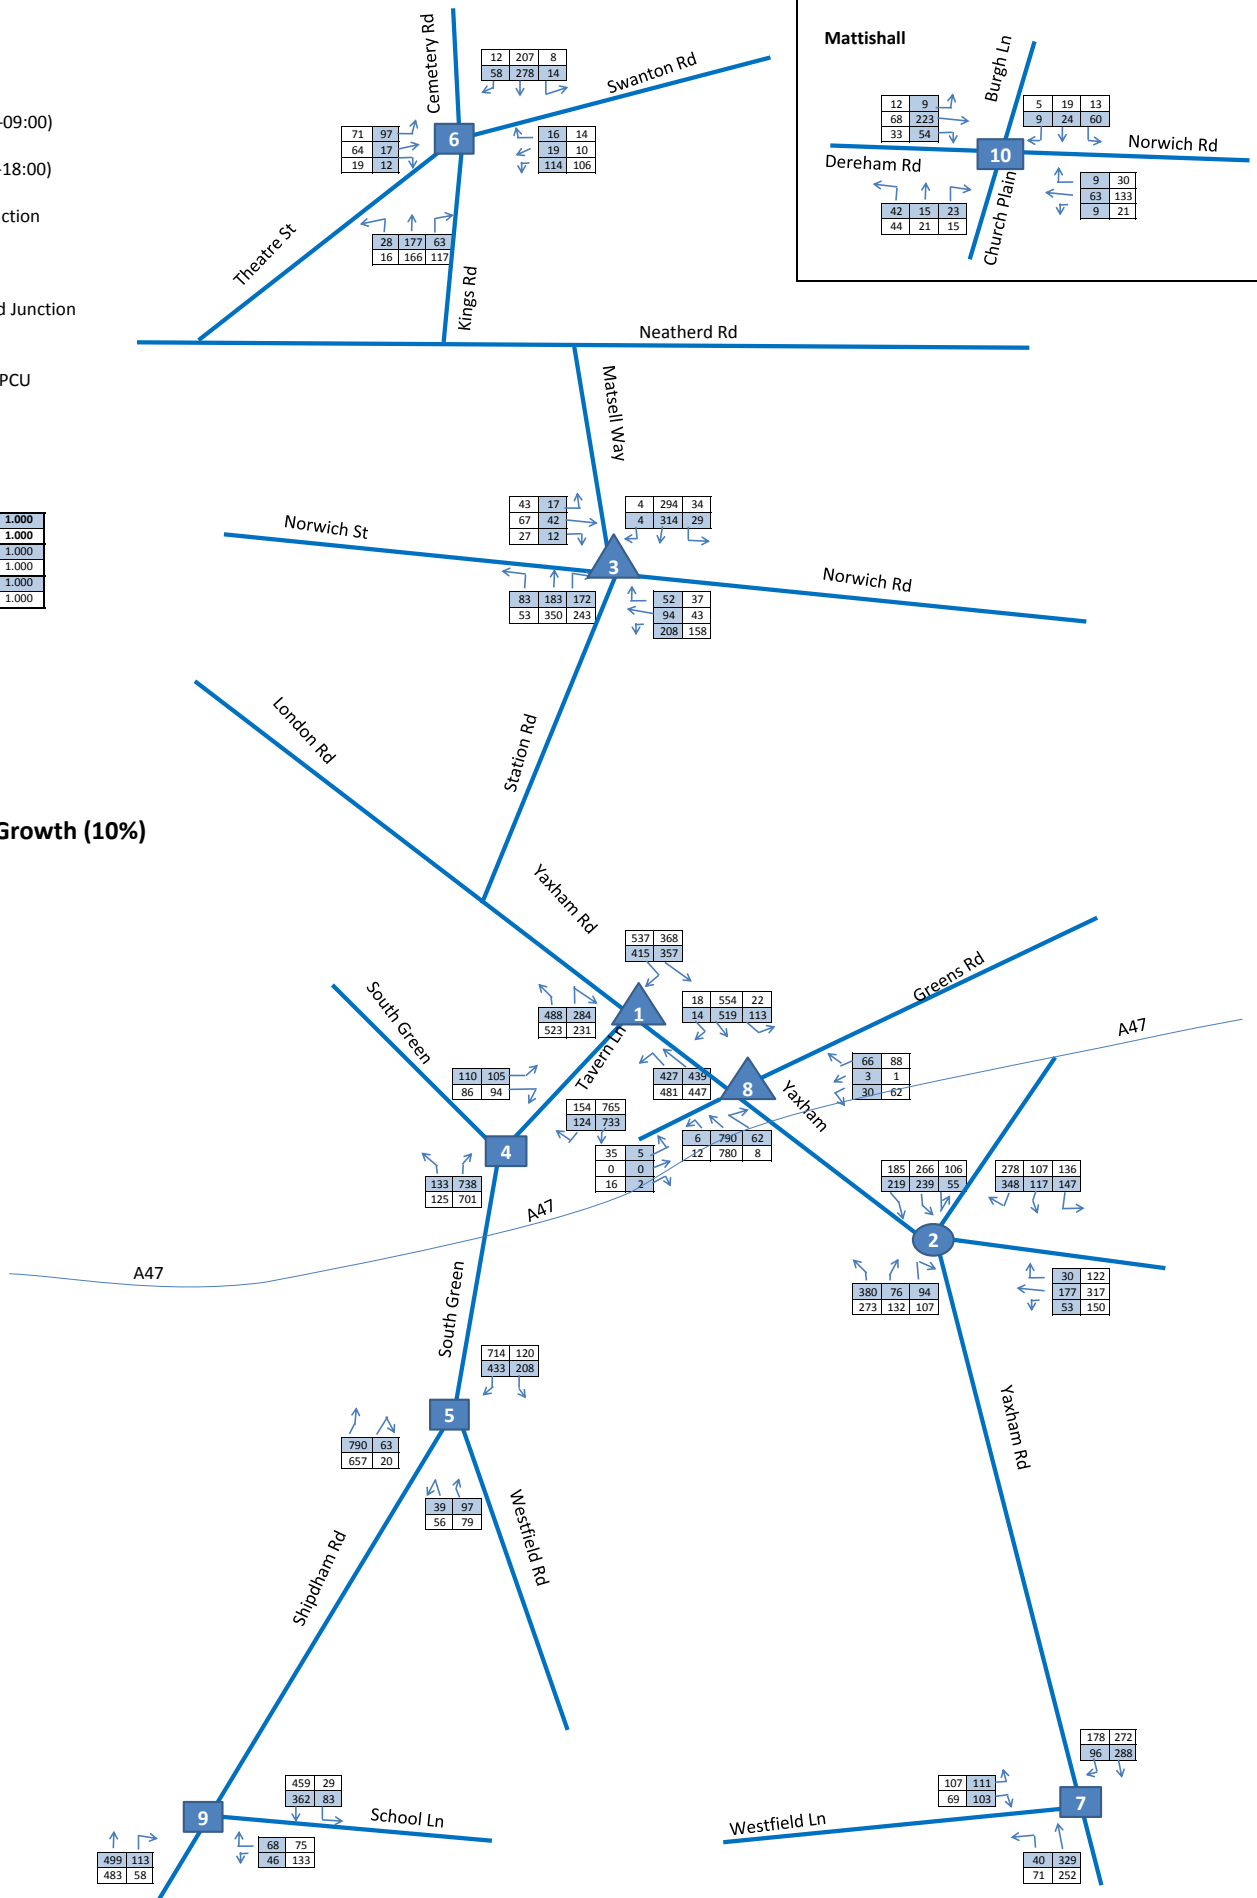 Cemetery Rd
12 207 8
58 278 14
Swanton Rd
Mattishall
Burgh Ln
-09:00)
71 97
64 17
19 12
6
16 14
19 10
114 106
12 9
68 223
33 54
5 19 13
9 24 60
10
Norwich Rd
Dereham Rd
-18:00)
9 30
63 133
9 21
42 15 23
44 21 15
Church Plain
ction
Theatre St
28 177 63
16 166 117
Kings Rd
d Junction
Neatherd Rd
PCU
Matsell Way
1.000
1.000
1.000
1.000
1.000
1.000
Norwich St
43 17
67 42
27 12
4 294 34
4 314 29
3
Norwich Rd
83 183 172
53 350 243
52 37
94 43
208 158
London Rd
Station Rd
Growth (10%)
Yaxham Rd
537 368
415 357
Greens Rd
South Green
488 284
523 231
1
18 554 22
14 519 113
A47
Tavern Ln
110 105
86 94
427 439
481 447
8
Yaxham
66 88
3 1
30 62
154 765
124 733
4
35 5
0 0
16 2
6 790 62
12 780 8
133 738
125 701
185 266 106
219 239 55
278 107 136
348 117 147
A47
A47
2
380 76 94
273 132 107
30 122
177 317
53 150
South Green
714 120
433 208
5
790 63
657 20
Yaxham Rd
39 97
56 79
Westfield Rd
Shipdham Rd
178 272
96 288
459 29
362 83
107 111
69 103
7
9
School Ln
Westfield Ln
68 75
46 133
499 113
483 58
40 329
71 252